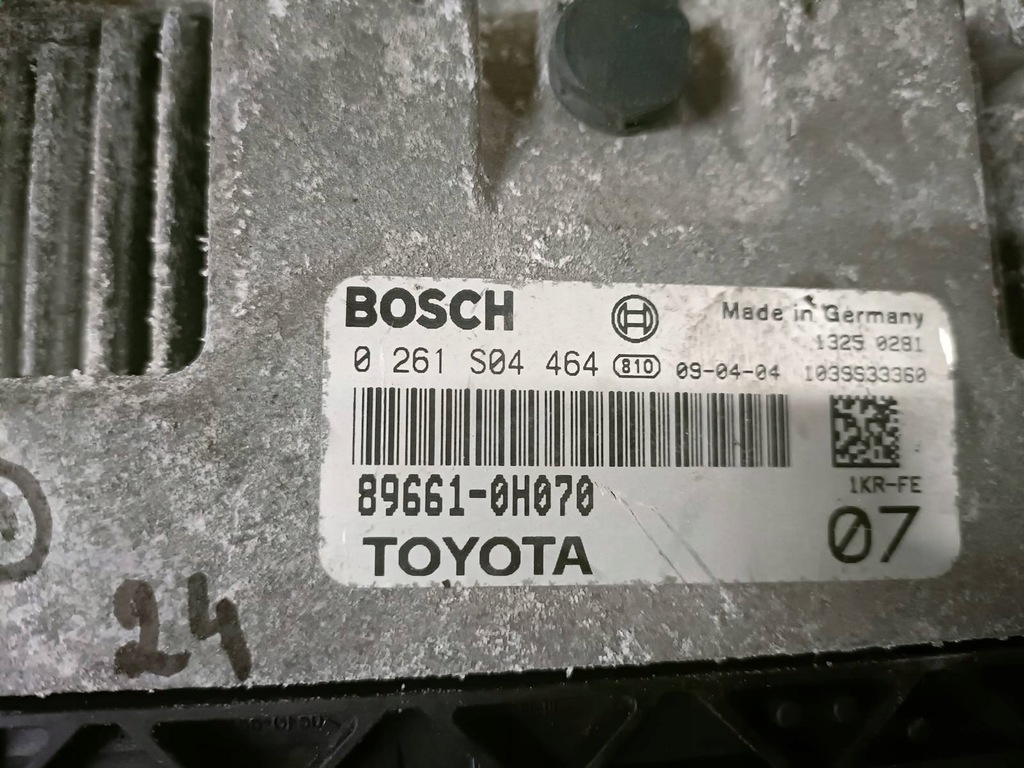 BOSCH
Made in Germany
1325 0281
0 261 S04 464 810 09-04-04 1039S33360
89661-0H070
1KR-FE
07
TOYOTA
24